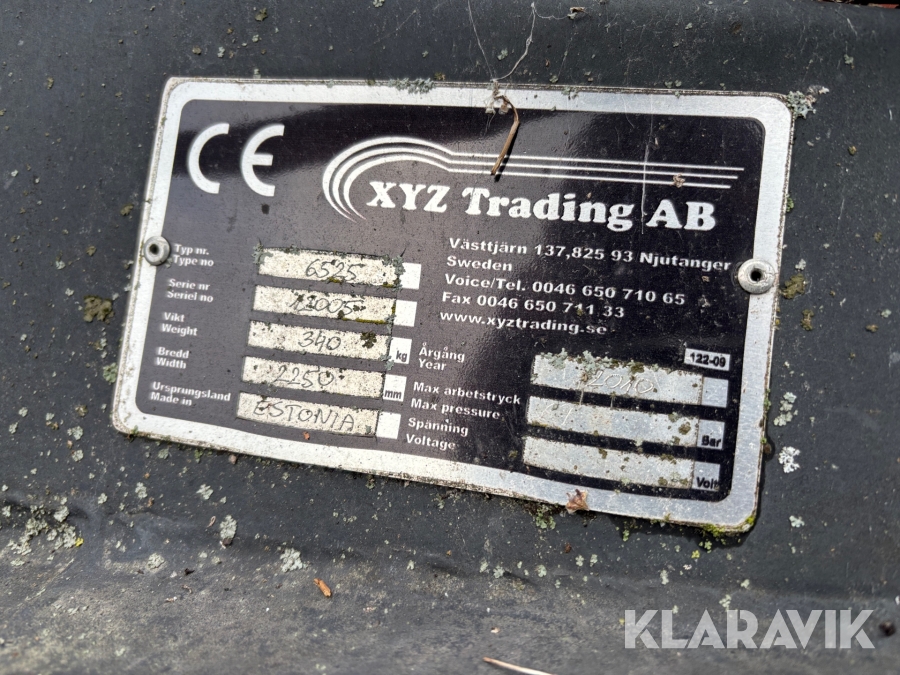 CE
XYZ Trading AB
Västtjärn 137,825 93 Njutanger
Sweden
Voice/Tel. 0046 650 710 65
Fax 0046 650 711 33
www.xyztrading.se
Typ nr.
Type no
6525
Serie nr
Seriel no
11005
Vikt
Weight
340
kg
Bredd
Width
2250
mm
Ursprungsland
Made in
ESTONIA
122-09
Årgång
Year
2010
Max arbetstryck
Max pressure
Bar
Spänning
Voltage
Volt
KLARAVIK